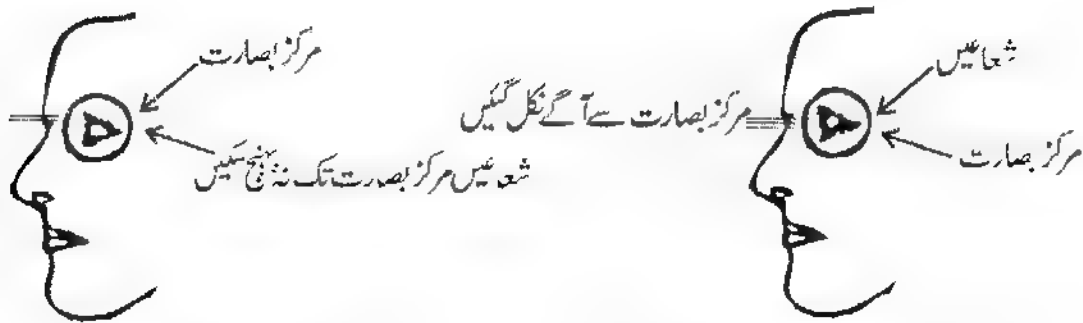 شعاعیں
مرکز بصارت سے آگے نکل گئیں
مرکز بصارت
مرکز بصارت
شعاعیں مرکز بصارت تک نہ پہنچ سکیں